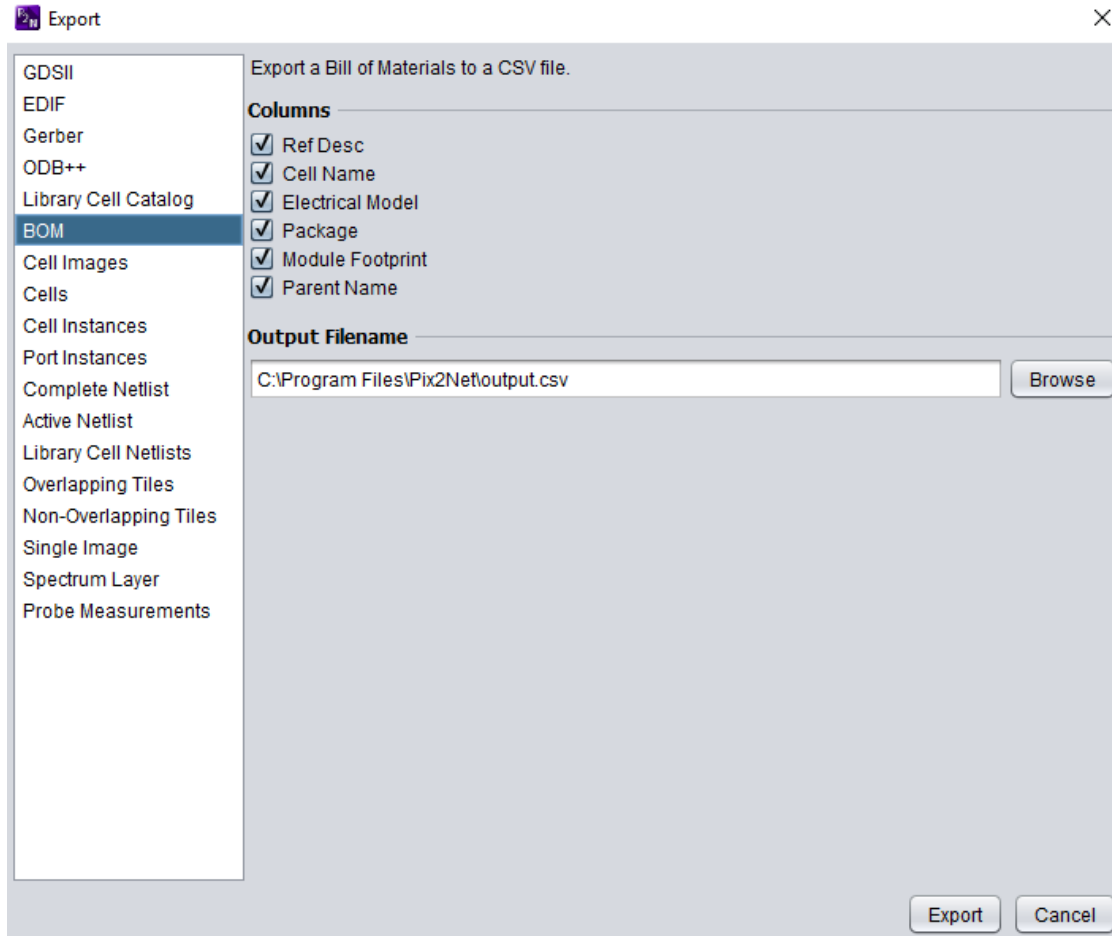 P2N Export
GDSII
EDIF
Gerber
ODB++
Library Cell Catalog
BOM
Cell Images
Cells
Cell Instances
Port Instances
Complete Netlist
Active Netlist
Library Cell Netlists
Overlapping Tiles
Non-Overlapping Tiles
Single Image
Spectrum Layer
Probe Measurements
Export a Bill of Materials to a CSV file.
Columns
Ref Desc
Cell Name
Electrical Model
Package
Module Footprint
Parent Name
Output Filename
C:\Program Files\Pix2Net\output.csv
Browse
Export
Cancel